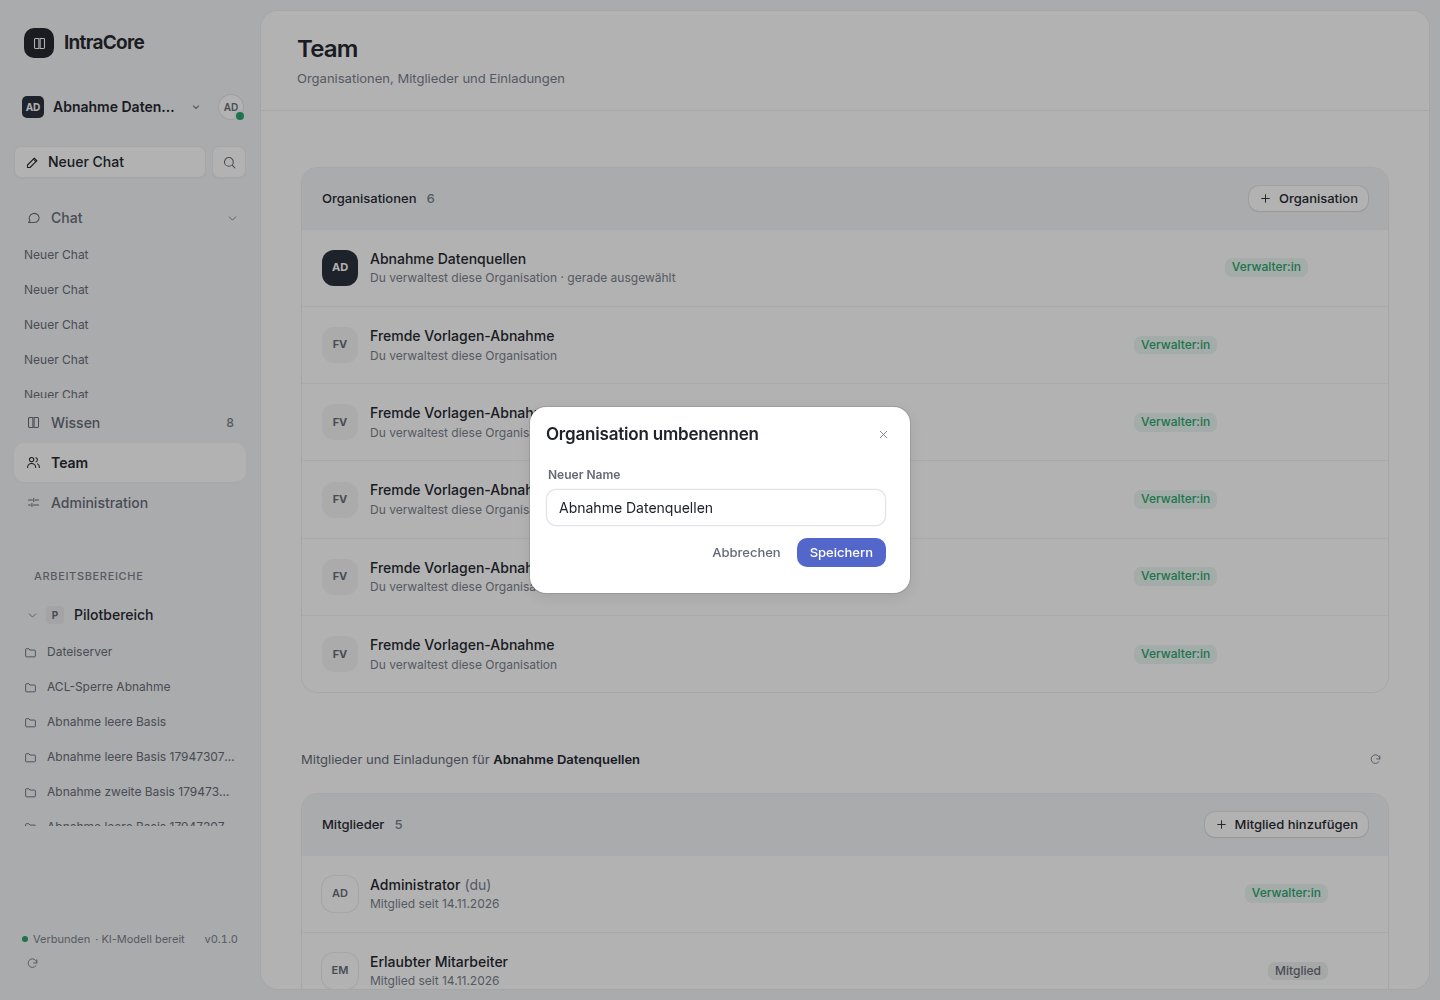 IntraCore
AD Abnahme Daten... AD
Neuer Chat
Chat
Neuer Chat
Neuer Chat
Neuer Chat
Neuer Chat
Neuer Chat
Wissen 8
Team
Administration
ARBEITSBEREICHE
P Pilotbereich
Dateiserver
ACL-Sperre Abnahme
Abnahme leere Basis
Abnahme leere Basis 17947307...
Abnahme zweite Basis 179473...
Abnahme leere Basis 17947307...
Verbunden · KI-Modell bereit v0.1.0
Team
Organisationen, Mitglieder und Einladungen
Organisationen 6
+ Organisation
AD Abnahme Datenquellen
Du verwaltest diese Organisation · gerade ausgewählt
Verwalter:in
FV Fremde Vorlagen-Abnahme
Du verwaltest diese Organisation
Verwalter:in
FV Fremde Vorlagen-Abnah
Du verwaltest diese Organis
Verwalter:in
FV Fremde Vorlagen-Abnah
Du verwaltest diese Organis
Verwalter:in
FV Fremde Vorlagen-Abnah
Du verwaltest diese Organisa
Verwalter:in
FV Fremde Vorlagen-Abnahme
Du verwaltest diese Organisation
Verwalter:in
Organisation umbenennen
Neuer Name
Abnahme Datenquellen
Abbrechen Speichern
Mitglieder und Einladungen für Abnahme Datenquellen
Mitglieder 5
+ Mitglied hinzufügen
AD Administrator (du)
Mitglied seit 14.11.2026
Verwalter:in
EM Erlaubter Mitarbeiter
Mitglied seit 14.11.2026
Mitglied